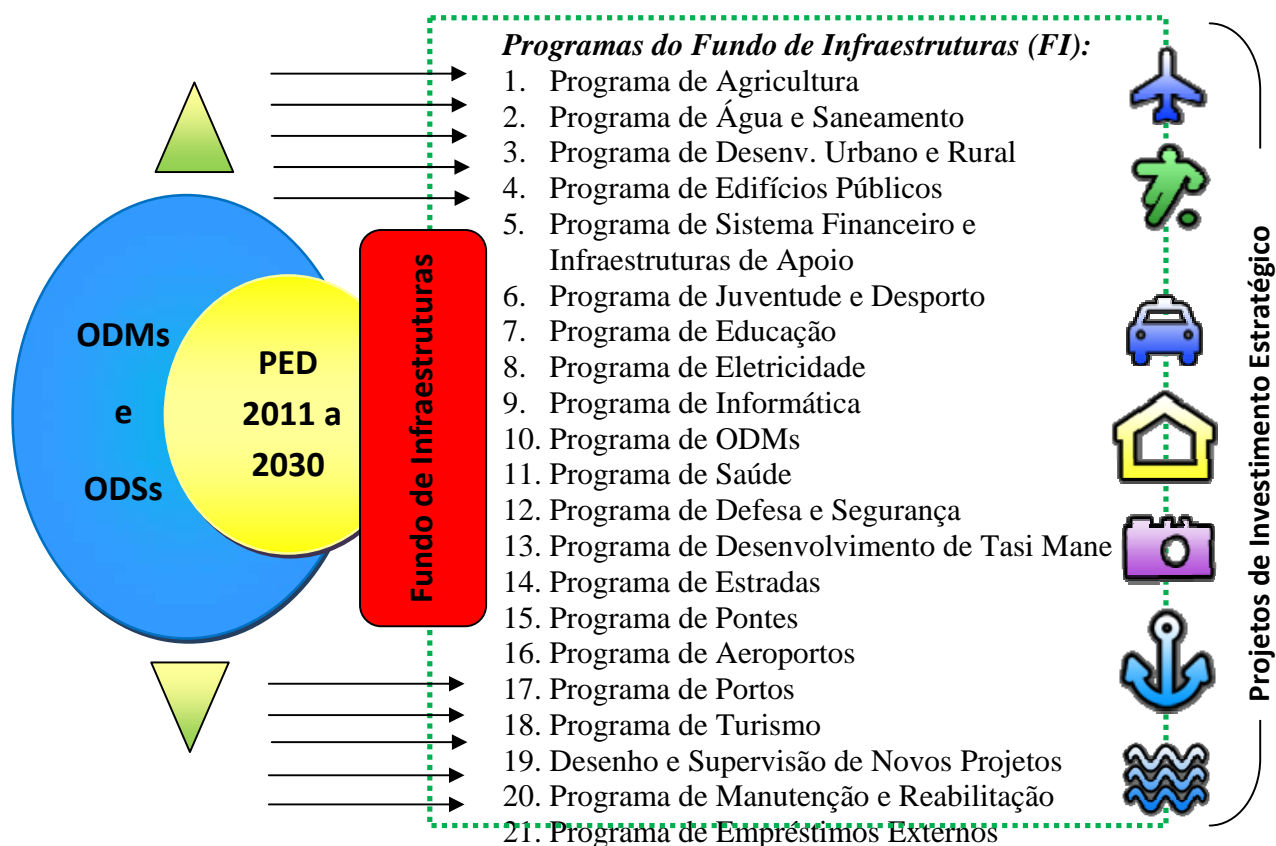 Programas do Fundo de Infraestruturas (FI):
1. Programa de Agricultura
2. Programa de Água e Saneamento
3. Programa de Desenv. Urbano e Rural
4. Programa de Edifícios Públicos
5. Programa de Sistema Financeiro e
Infraestruturas de Apoio
6. Programa de Juventude e Desporto
7. Programa de Educação
8. Programa de Eletricidade
9. Programa de Informática
10. Programa de ODMs
11. Programa de Saúde
12. Programa de Defesa e Segurança
13. Programa de Desenvolvimento de Tasi Mane
14. Programa de Estradas
15. Programa de Pontes
16. Programa de Aeroportos
17. Programa de Portos
18. Programa de Turismo
19. Desenho e Supervisão de Novos Projetos
20. Programa de Manutenção e Reabilitação
21. Programa de Empréstimos Externos
ODMs
e
ODSs
PED
2011 a
2030
Fundo de Infraestruturas
Projetos de Investimento Estratégico